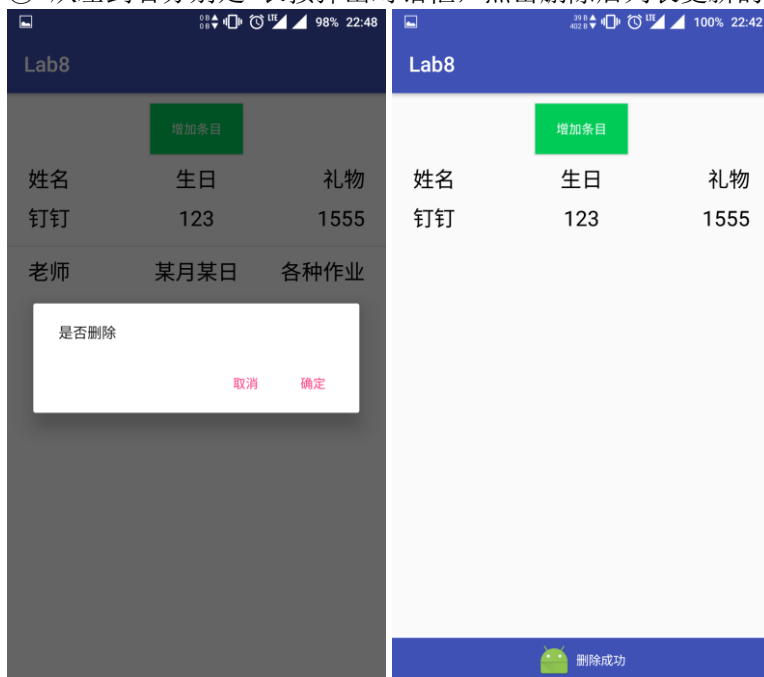 98% 22:48
Lab8
增加条目
姓名 生日 礼物
钉钉 123 1555
老师 某月某日 各种作业
是否删除
取消 确定
100% 22:42
Lab8
增加条目
姓名 生日 礼物
钉钉 123 1555
删除成功